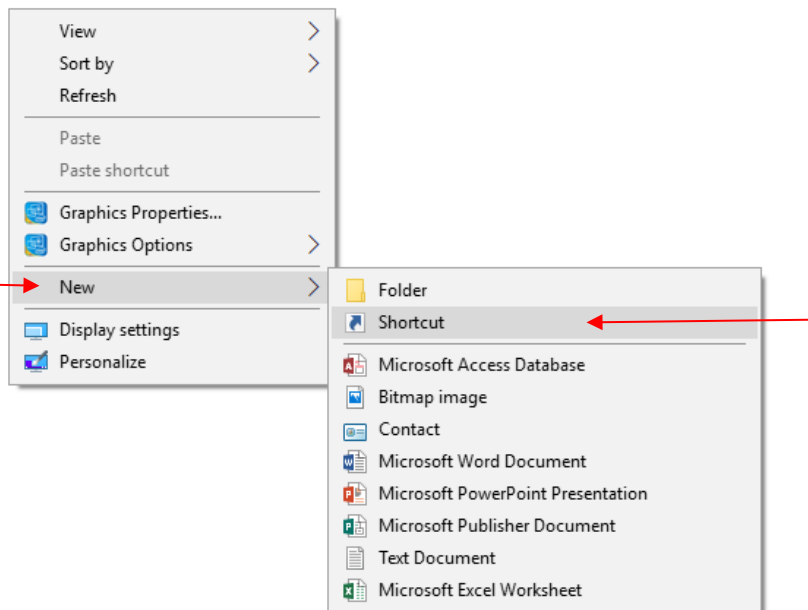 View
Sort by
Refresh
Paste
Paste shortcut
Graphics Properties...
Graphics Options
New
Display settings
Personalize
Folder
Shortcut
Microsoft Access Database
Bitmap image
Contact
Microsoft Word Document
Microsoft PowerPoint Presentation
Microsoft Publisher Document
Text Document
Microsoft Excel Worksheet